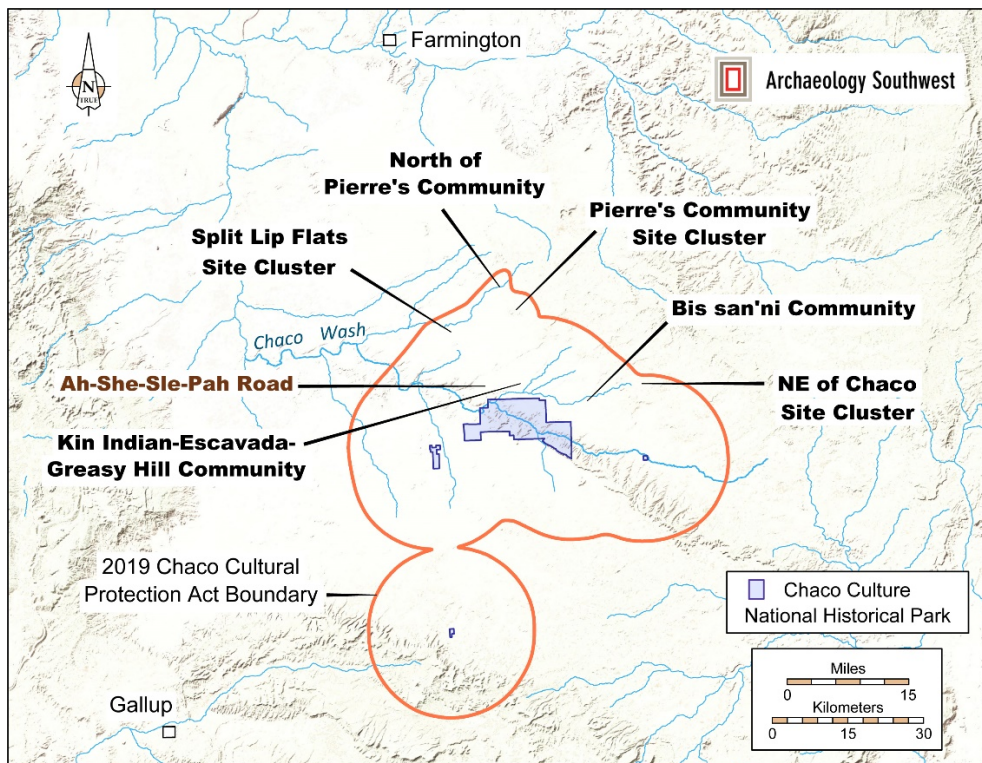 Farmington
N
TRUE
Archaeology Southwest
North of
Pierre's Community
Pierre's Community
Site Cluster
Split Lip Flats
Site Cluster
Bis san'ni Community
Chaco Wash
Ah-She-Sle-Pah Road
NE of Chaco
Site Cluster
Kin Indian-Escavada-
Greasy Hill Community
2019 Chaco Cultural
Protection Act Boundary
Chaco Culture
National Historical Park
Miles
0 15
Kilometers
0 15 30
Gallup